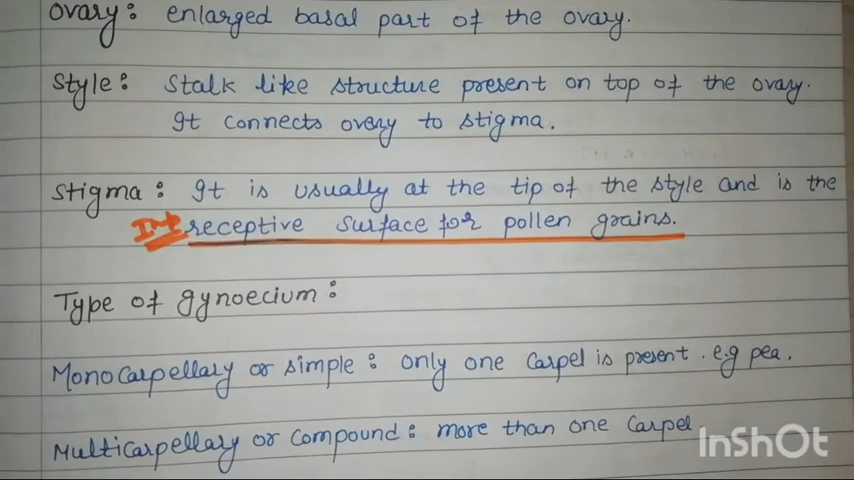 Ovary: enlarged basal part of the ovary.
Style: Stalk like structure present on top of the ovary.
It connects ovary to stigma.
Stigma: It is usually at the tip of the style and is the
Imp receptive surface for pollen grains.
Type of gynoecium:
Monocarpellary or simple: only one carpel is present. e.g pea.
Multicarpellary or compound: more than one carpel
InShOt